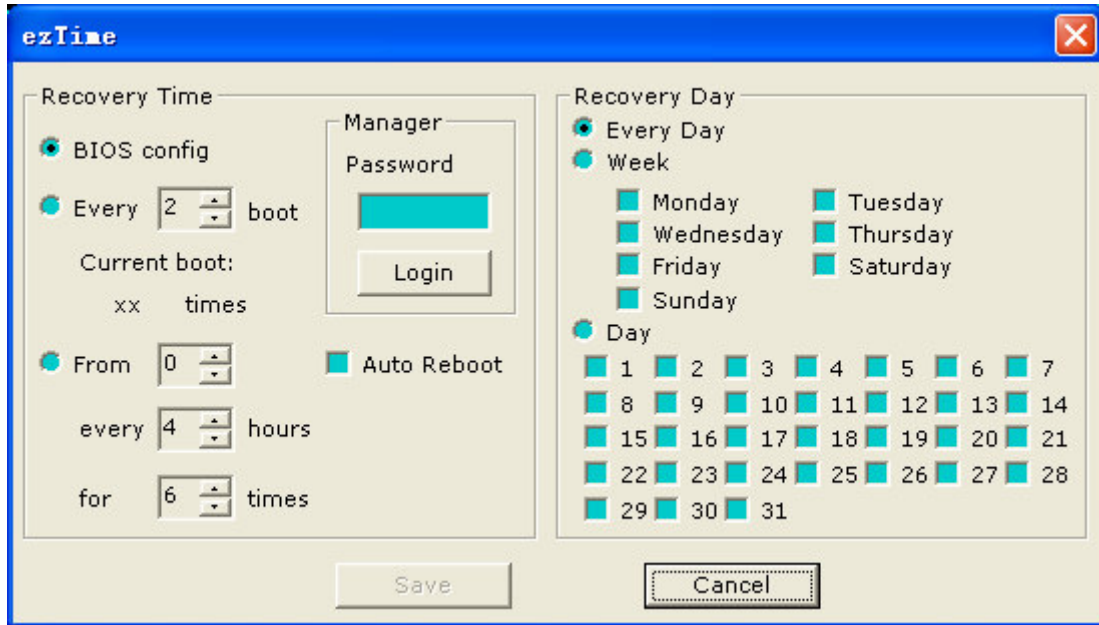 ezTime
Recovery Time
BIOS config
Every 2 boot
Current boot:
xx times
From 0
every 4 hours
for 6 times
Manager
Password
Login
Auto Reboot
Recovery Day
Every Day
Week
Monday Tuesday
Wednesday Thursday
Friday Saturday
Sunday
Day
1 2 3 4 5 6 7
8 9 10 11 12 13 14
15 16 17 18 19 20 21
22 23 24 25 26 27 28
29 30 31
Save Cancel